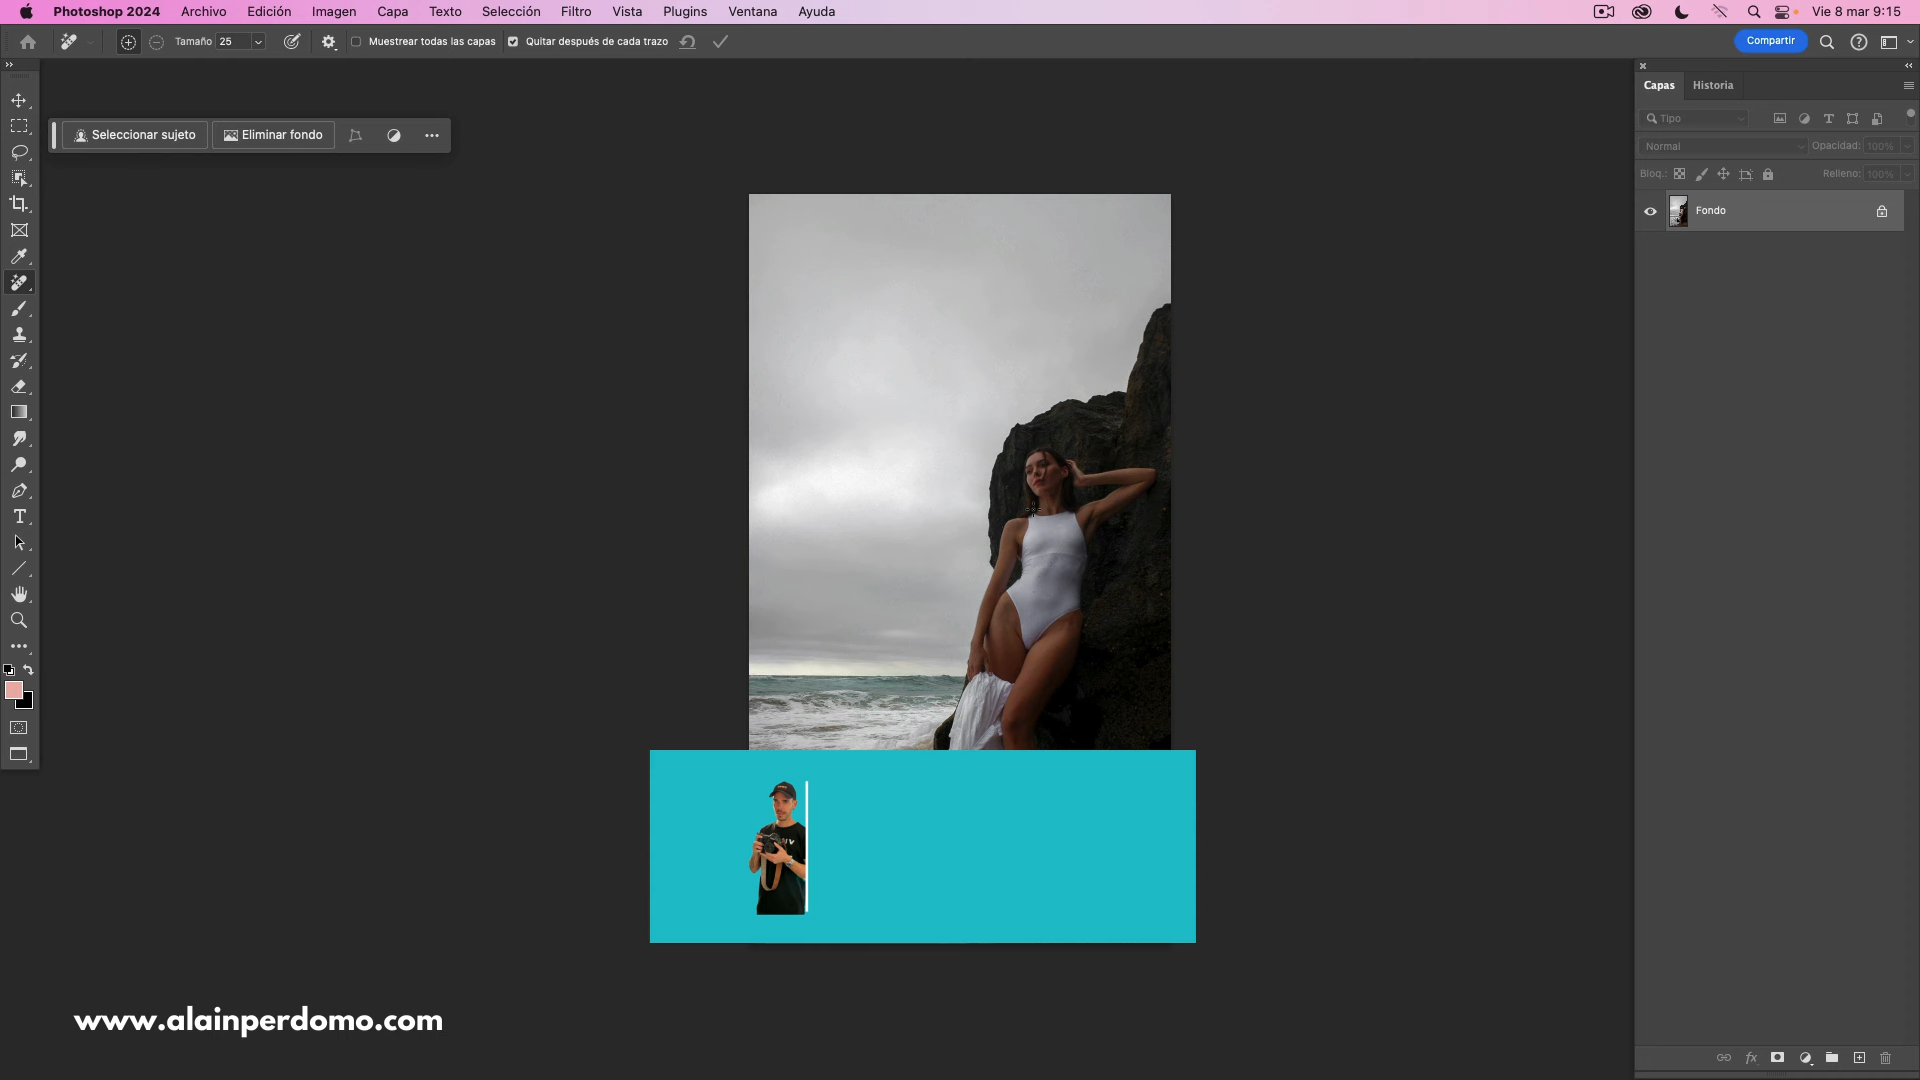 Photoshop 2024 Archivo Edición Imagen Capa Texto Selección Filtro Vista Plugins Ventana Ayuda Vie 8 mar 9:15
Tamaño 25 Muestrear todas las capas Quitar después de cada trazo Compartir
Capas Historia
Tipo
Seleccionar sujeto Eliminar fondo
Normal Opacidad: 100%
Bloq.: Relleno: 100%
Fondo
www.alainperdomo.com
fx